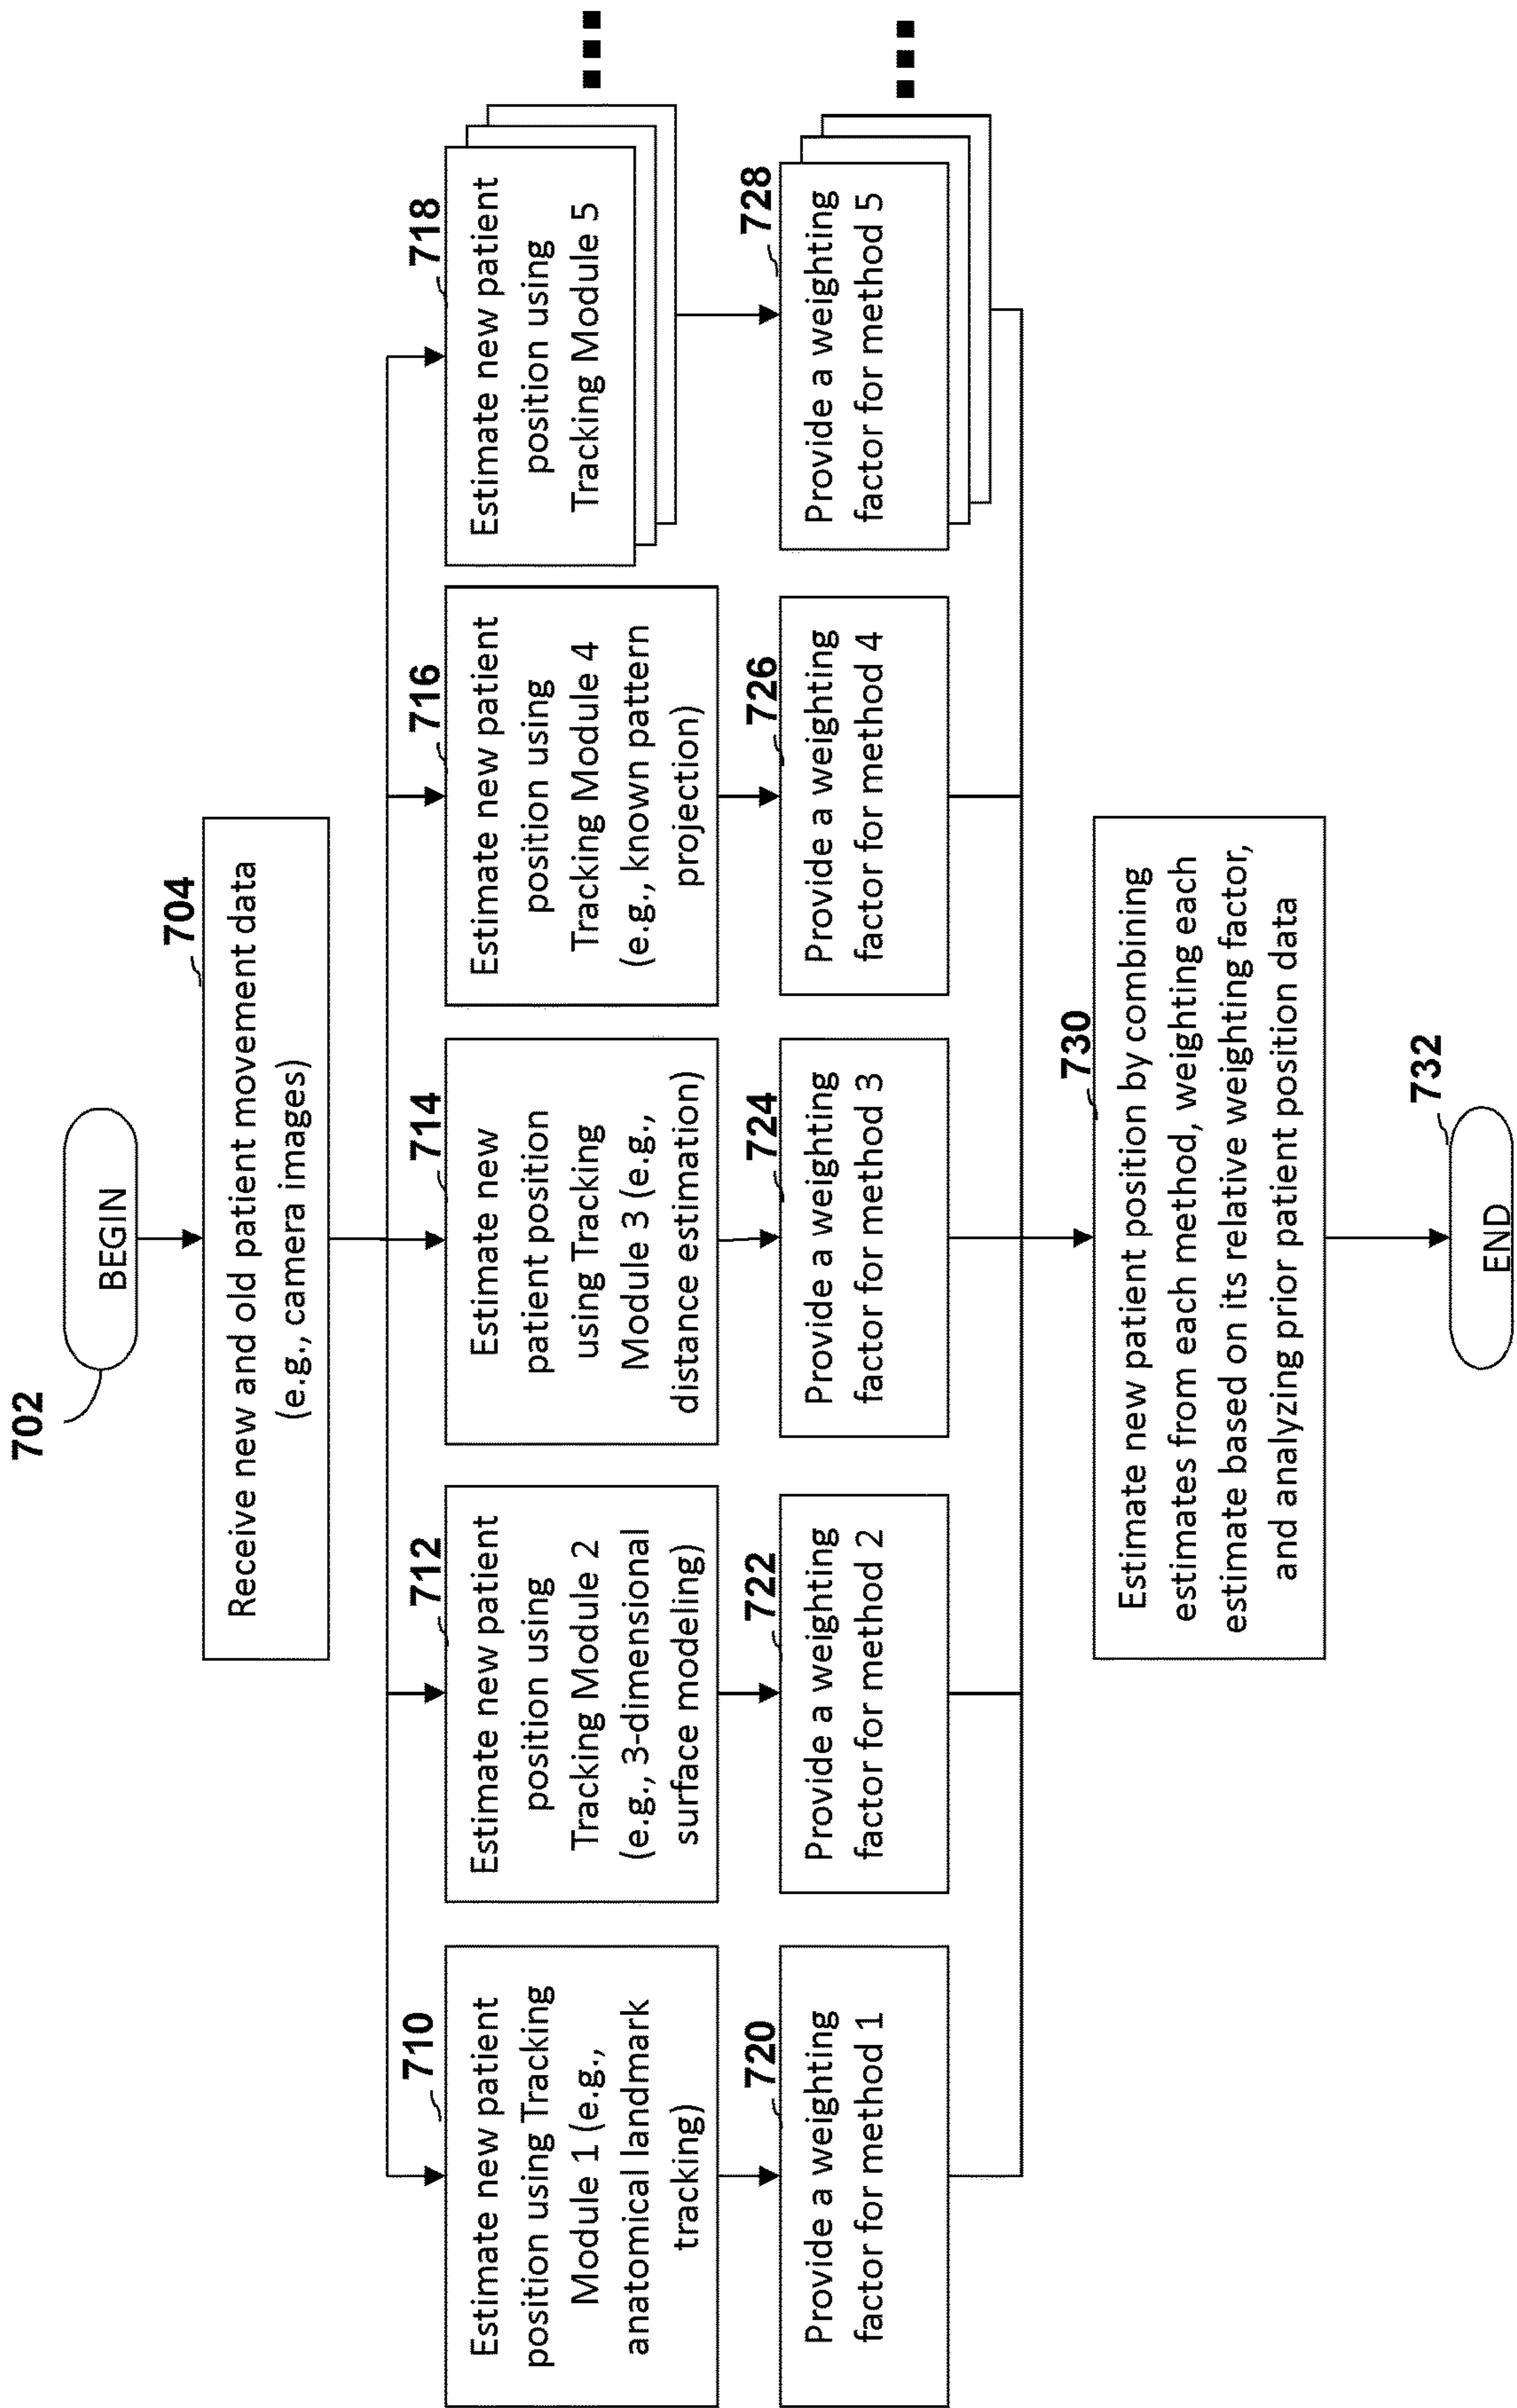 702
BEGIN
704
Receive new and old patient movement data
(e.g., camera images)
710
Estimate new patient
position using Tracking
Module 1 (e.g.,
anatomical landmark
tracking)
712
Estimate new patient
position using
Tracking Module 2
(e.g., 3-dimensional
surface modeling)
714
Estimate new
patient position
using Tracking
Module 3 (e.g.,
distance estimation)
716
Estimate new patient
position using
Tracking Module 4
(e.g., known pattern
projection)
718
Estimate new patient
position using
Tracking Module 5
720
Provide a weighting
factor for method 1
722
Provide a weighting
factor for method 2
724
Provide a weighting
factor for method 3
726
Provide a weighting
factor for method 4
728
Provide a weighting
factor for method 5
730
Estimate new patient position by combining
estimates from each method, weighting each
estimate based on its relative weighting factor,
and analyzing prior patient position data
732
END